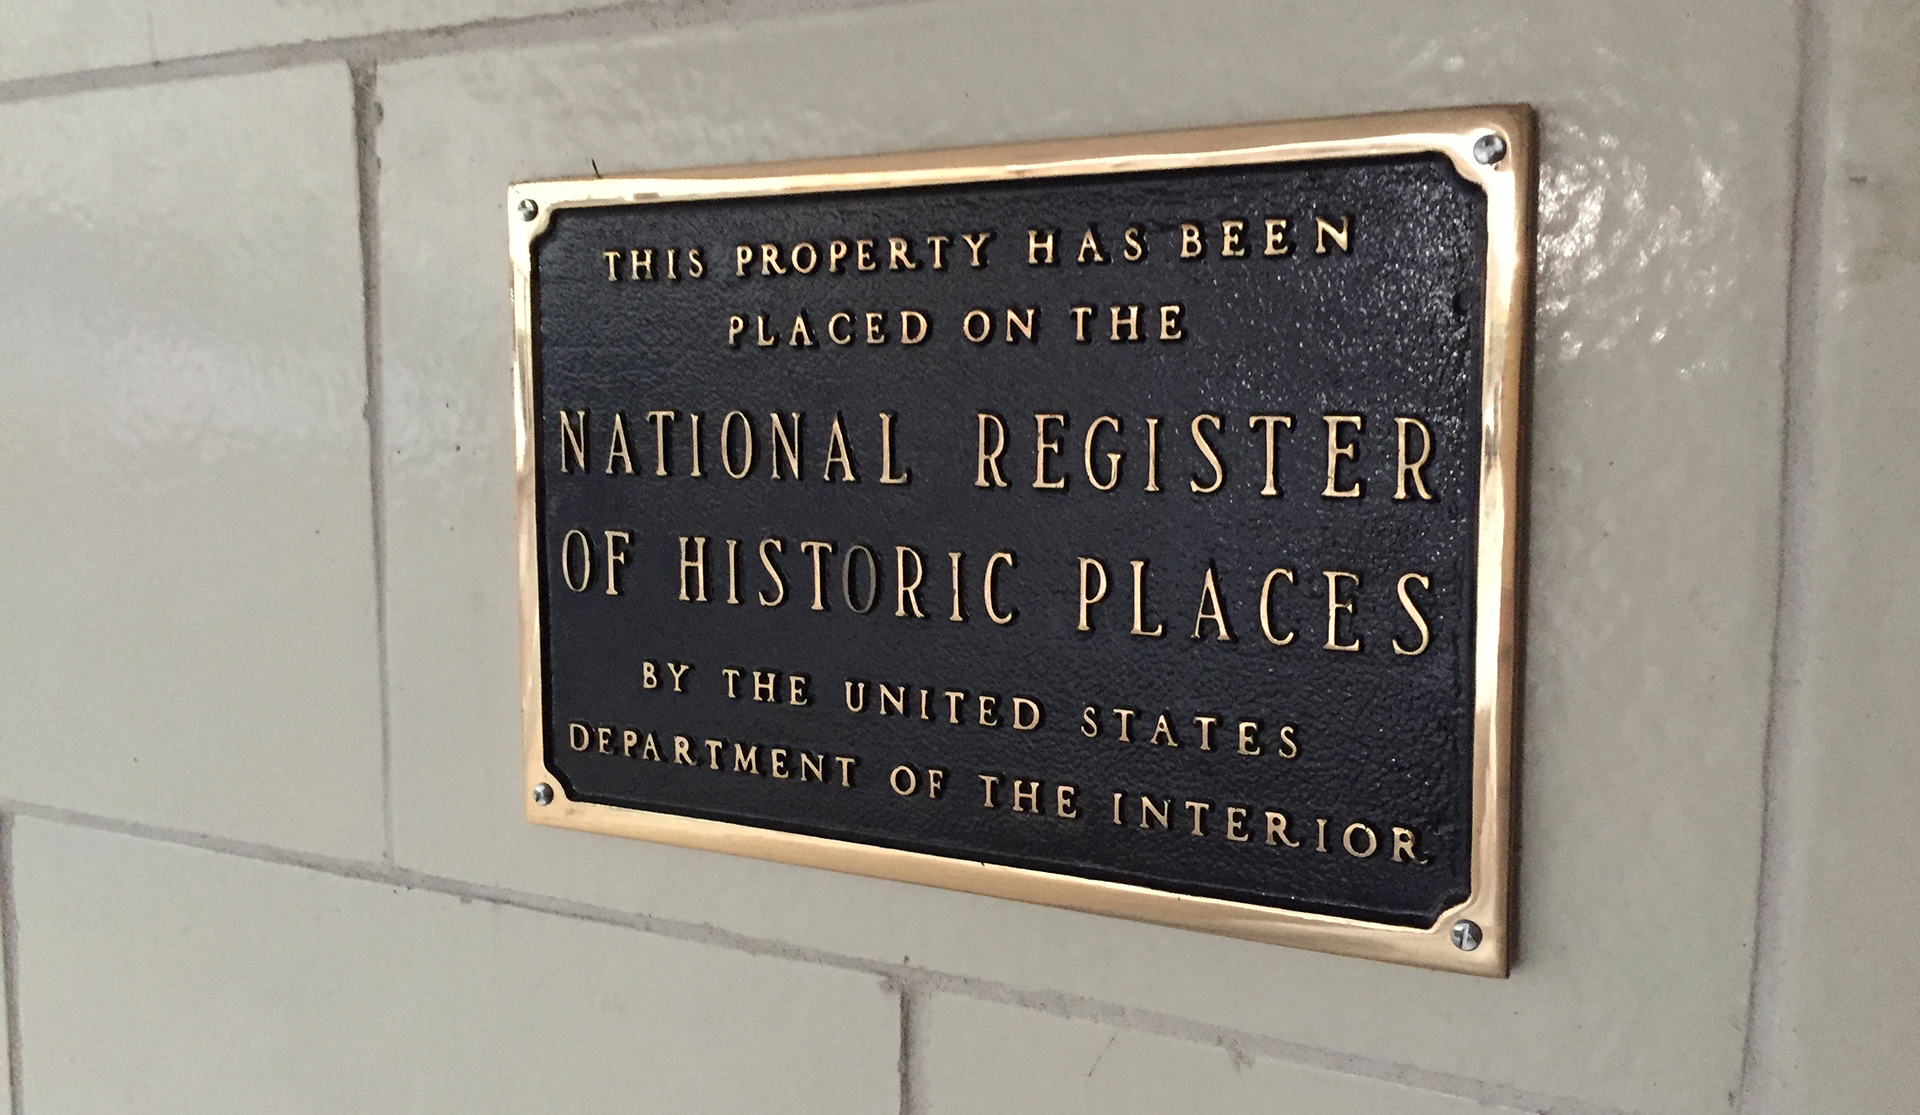 THIS PROPERTY HAS BEEN
PLACED ON THE
NATIONAL REGISTER
OF HISTORIC PLACES
BY THE UNITED STATES
DEPARTMENT OF THE INTERIOR